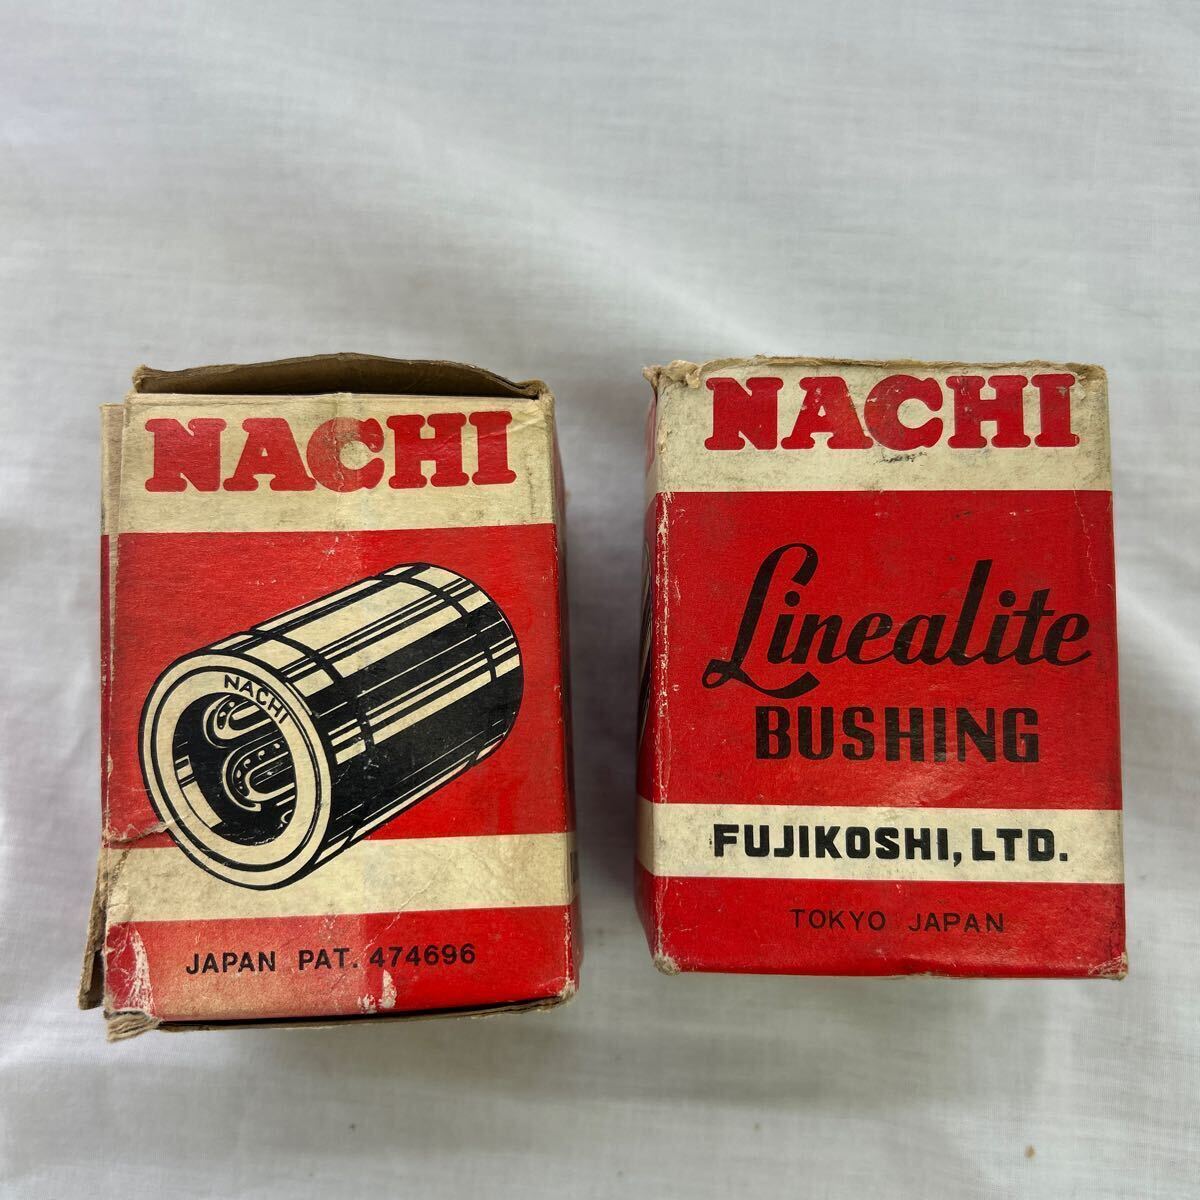 NACHI
NACHI
JAPAN PAT. 474696
NACHI
Linealite
BUSHING
FUJIKOSHI, LTD.
TOKYO JAPAN